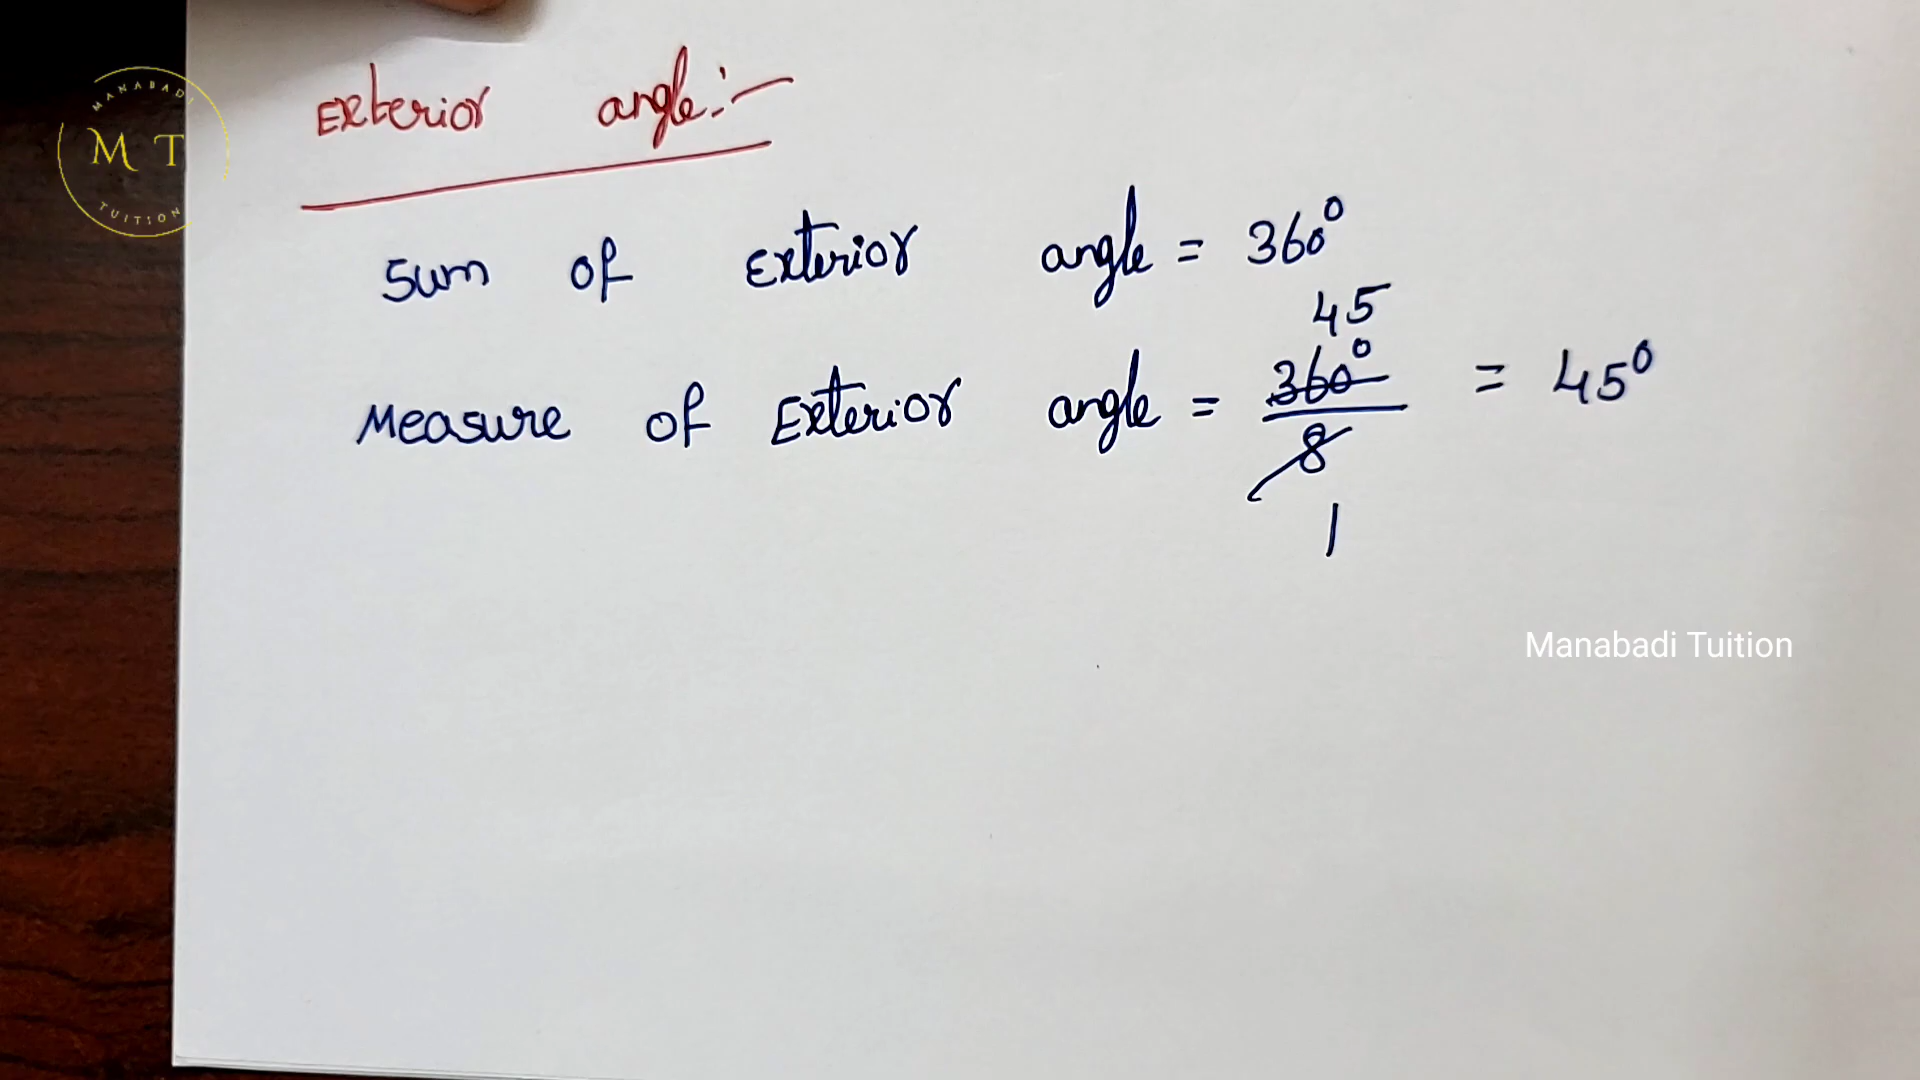 MANABADI
M T
TUITION
Exterior angle:-
Sum of Exterior angle = 360°
45
Measure of Exterior angle = 360°/8 = 45°
1
Manabadi Tuition